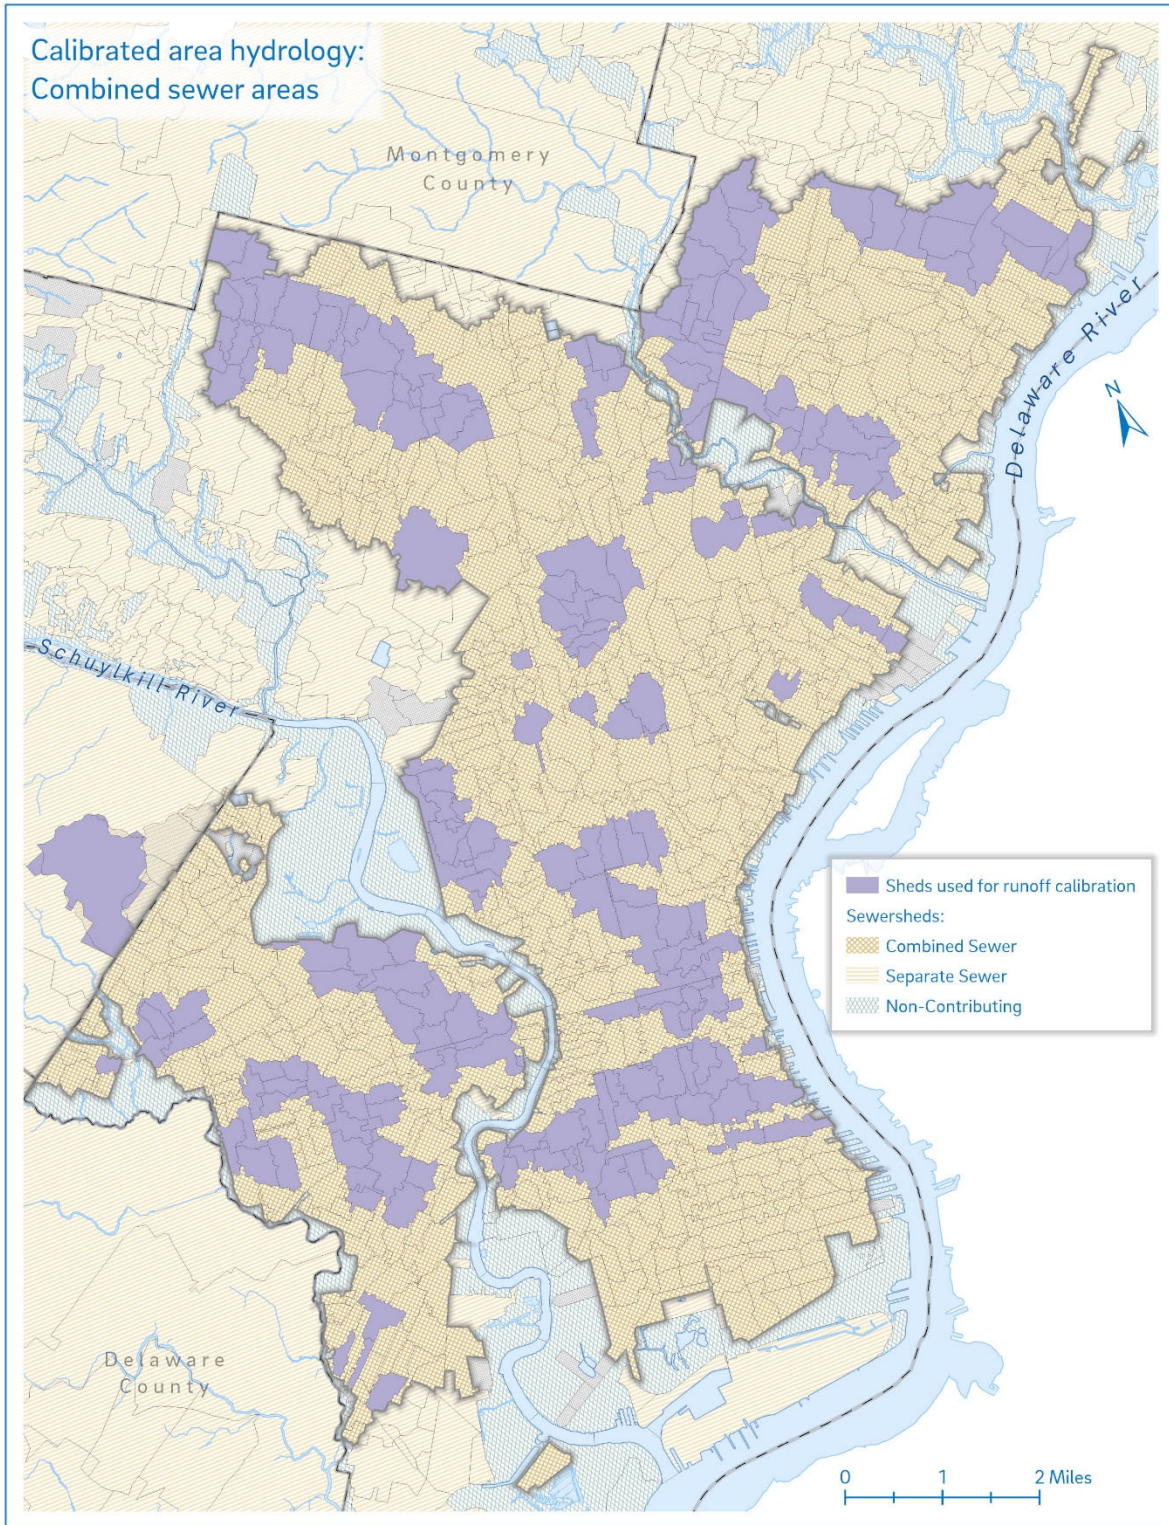 Calibrated area hydrology:
Combined sewer areas
Montgomery
County
Delaware River
N
Schuylkill River
Sheds used for runoff calibration
Sewersheds:
Combined Sewer
Separate Sewer
Non-Contributing
Delaware
County
0 1 2 Miles